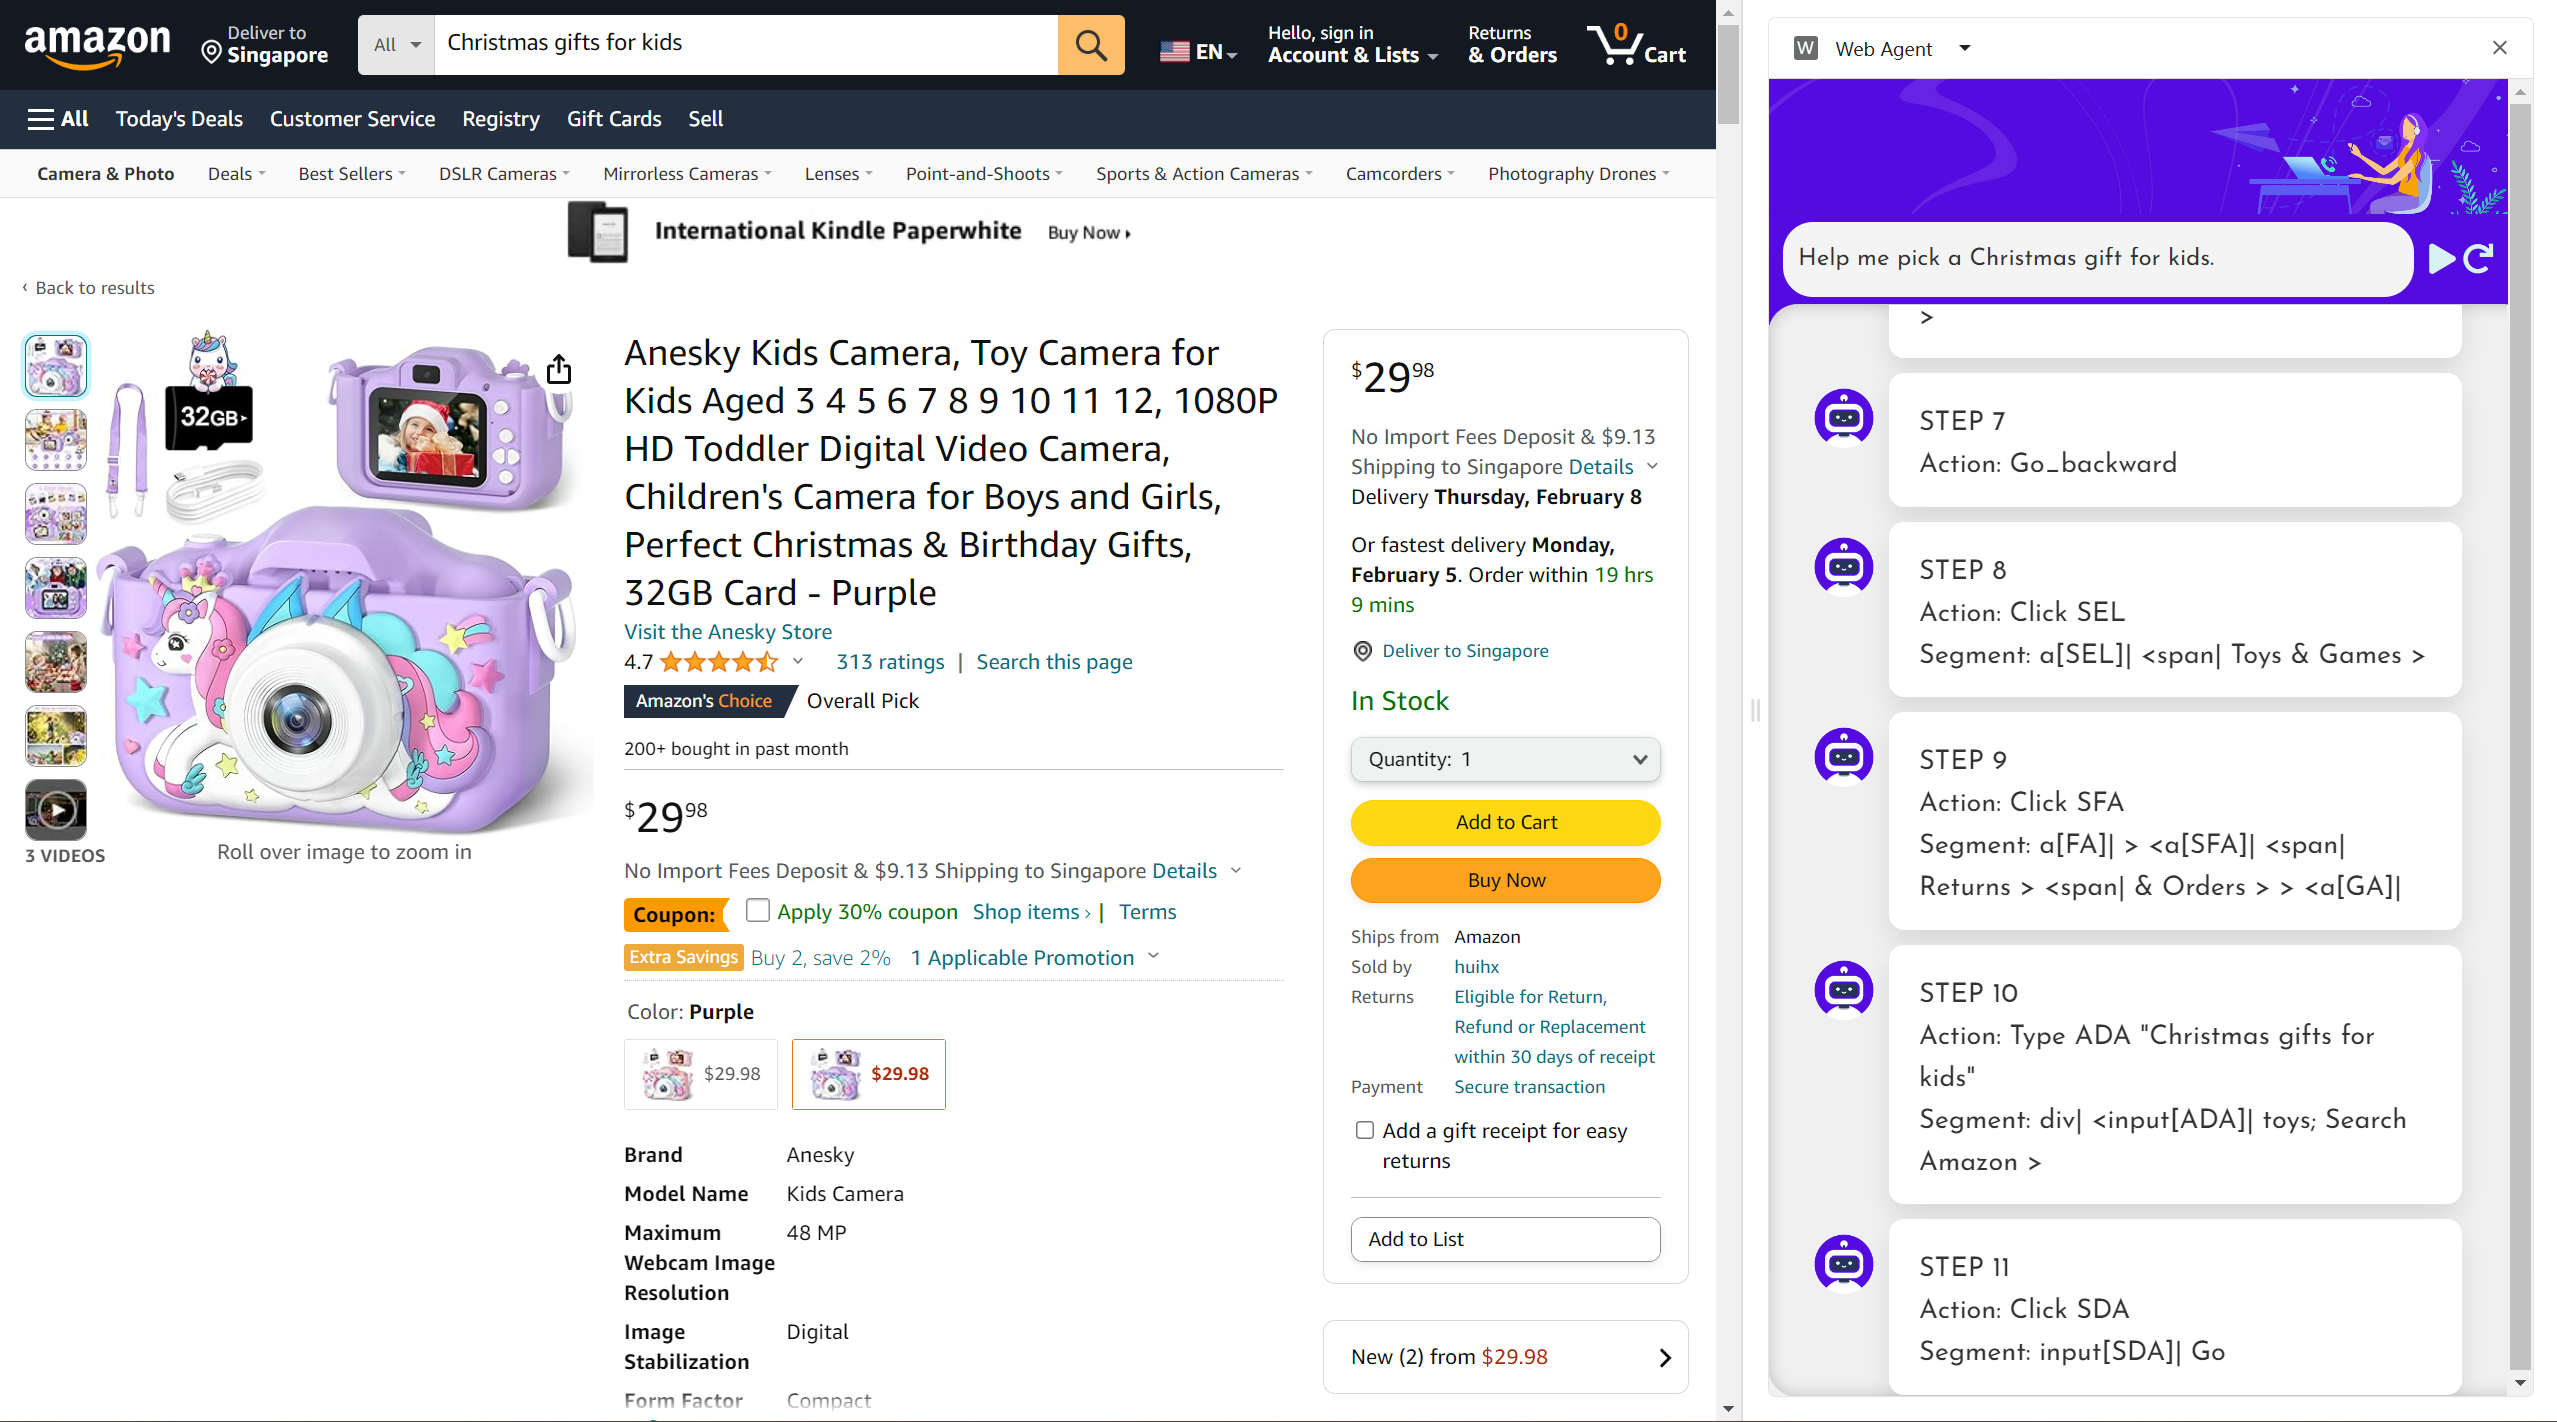 amazon
Deliver to
Singapore
All
Christmas gifts for kids
EN
Hello, sign in
Account & Lists
Returns
& Orders
0
Cart
All
Today's Deals
Customer Service
Registry
Gift Cards
Sell
Camera & Photo
Deals
Best Sellers
DSLR Cameras
Mirrorless Cameras
Lenses
Point-and-Shoots
Sports & Action Cameras
Camcorders
Photography Drones
International Kindle Paperwhite
Buy Now
‹ Back to results
32GB
3 VIDEOS
Roll over image to zoom in
Anesky Kids Camera, Toy Camera for
Kids Aged 3 4 5 6 7 8 9 10 11 12, 1080P
HD Toddler Digital Video Camera,
Children's Camera for Boys and Girls,
Perfect Christmas & Birthday Gifts,
32GB Card - Purple
Visit the Anesky Store
4.7
313 ratings | Search this page
Amazon's Choice
Overall Pick
200+ bought in past month
$29 98
No Import Fees Deposit & $9.13 Shipping to Singapore Details
Coupon:
Apply 30% coupon Shop items › | Terms
Extra Savings Buy 2, save 2% 1 Applicable Promotion
Color: Purple
$29.98
$29.98
Brand Anesky
Model Name Kids Camera
Maximum 48 MP
Webcam Image
Resolution
Image Digital
Stabilization
Form Factor Compact
$29 98
No Import Fees Deposit & $9.13
Shipping to Singapore Details
Delivery Thursday, February 8
Or fastest delivery Monday,
February 5. Order within 19 hrs
9 mins
Deliver to Singapore
In Stock
Quantity: 1
Add to Cart
Buy Now
Ships from Amazon
Sold by huihx
Returns Eligible for Return,
Refund or Replacement
within 30 days of receipt
Payment Secure transaction
Add a gift receipt for easy
returns
Add to List
New (2) from $29.98
W Web Agent
Help me pick a Christmas gift for kids.
>
STEP 7
Action: Go_backward
STEP 8
Action: Click SEL
Segment: a[SEL]| <span| Toys & Games >
STEP 9
Action: Click SFA
Segment: a[FA]| > <a[SFA]| <span|
Returns > <span| & Orders > > <a[GA]|
STEP 10
Action: Type ADA "Christmas gifts for
kids"
Segment: div| <input[ADA]| toys; Search
Amazon >
STEP 11
Action: Click SDA
Segment: input[SDA]| Go